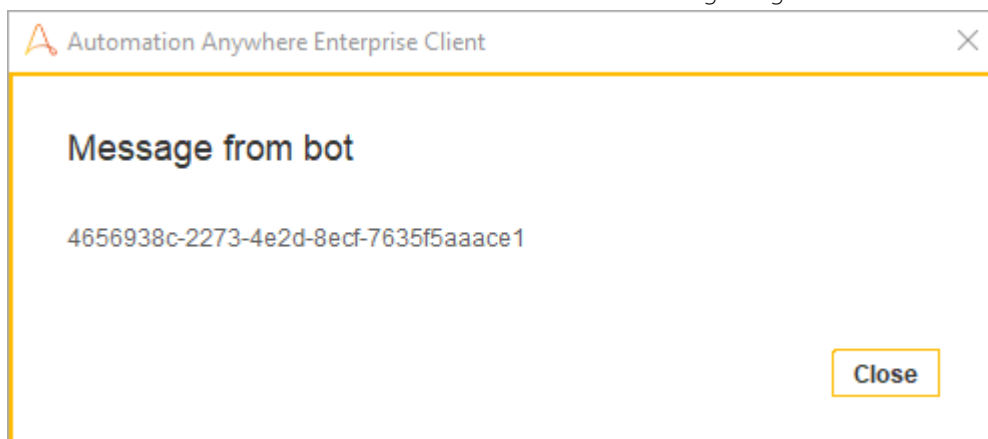 Automation Anywhere Enterprise Client
Message from bot
4656938c-2273-4e2d-8ecf-7635f5aaace1
Close